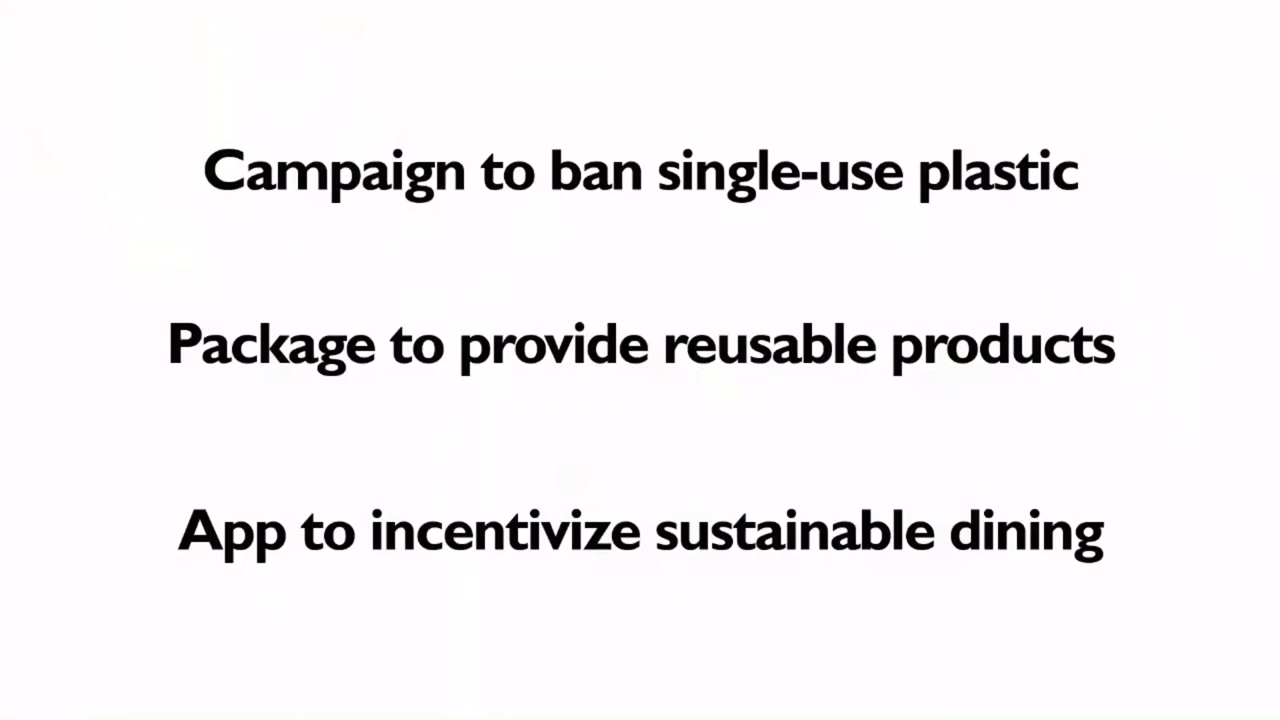 Campaign to ban single-use plastic
Package to provide reusable products
App to incentivize sustainable dining